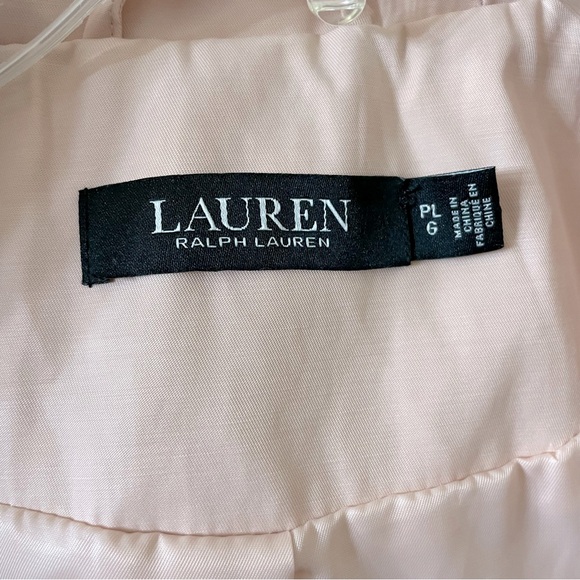 LAUREN
RALPH LAUREN
PL
G
MADE IN
CHINA
FABRIQUÉ EN
CHINE